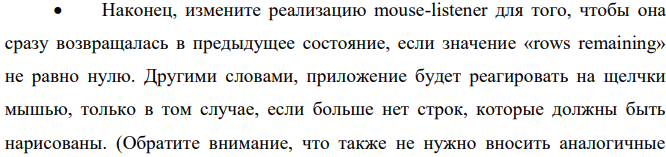 • Наконец, измените реализацию mouse-listener для того, чтобы она
сразу возвращалась в предыдущее состояние, если значение «rows remaining»
не равно нулю. Другими словами, приложение будет реагировать на щелчки
мышью, только в том случае, если больше нет строк, которые должны быть
нарисованы. (Обратите внимание, что также не нужно вносить аналогичные